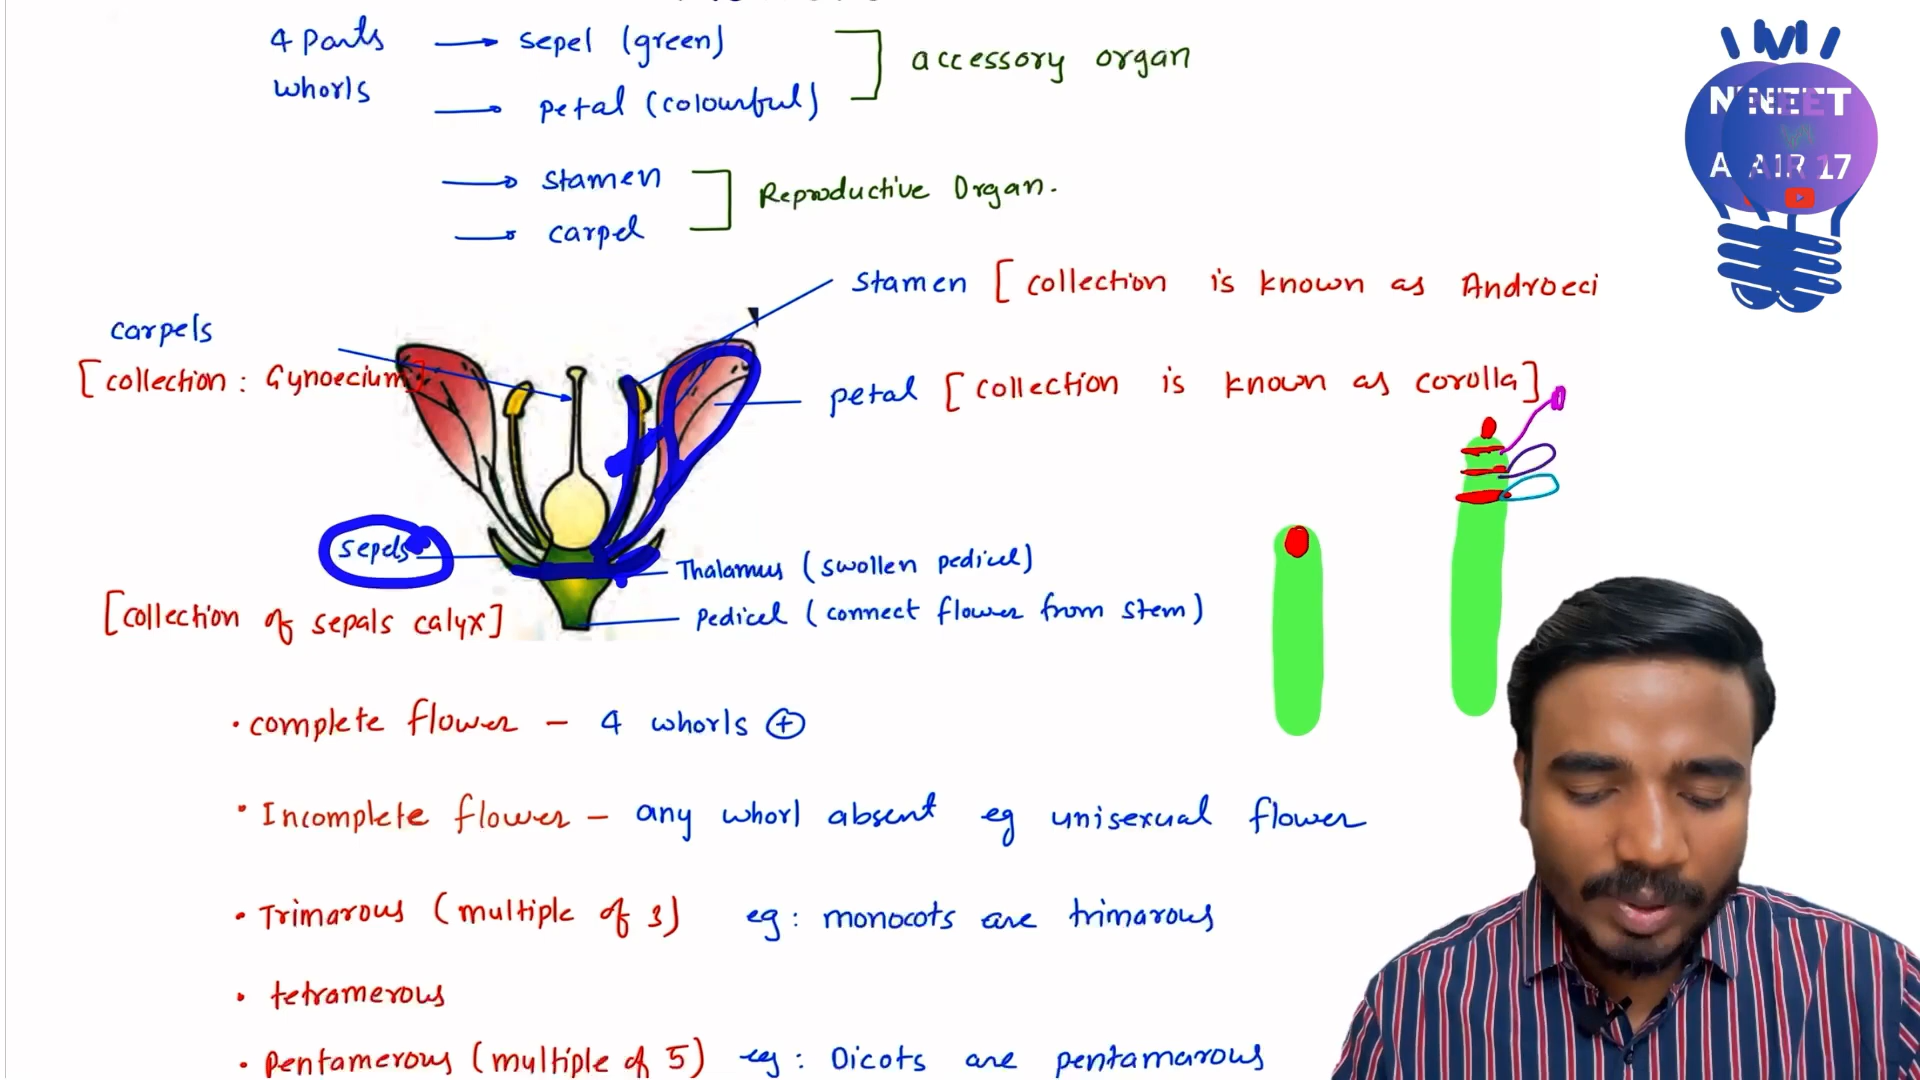 4 parts → sepel (green)
accessory organ
whorls
→ petal (colourful)
→ stamen
Reproductive Organ.
→ carpel
stamen [collection is known as Androeci
carpels
[collection : Gynoecium]
petal [collection is known as corolla]
sepels
Thalamus (swollen pedicel)
[collection of sepals calyx]
Pedicel (connect flower from stem)
• complete flower - 4 whorls ⊕
• Incomplete flower - any whorl absent eg unisexual flower
• Trimarous (multiple of 3) eg: monocots are trimarous
• tetramerous
• Pentamerous (multiple of 5) eg: Dicots are pentamarous
NEET
AIR 17